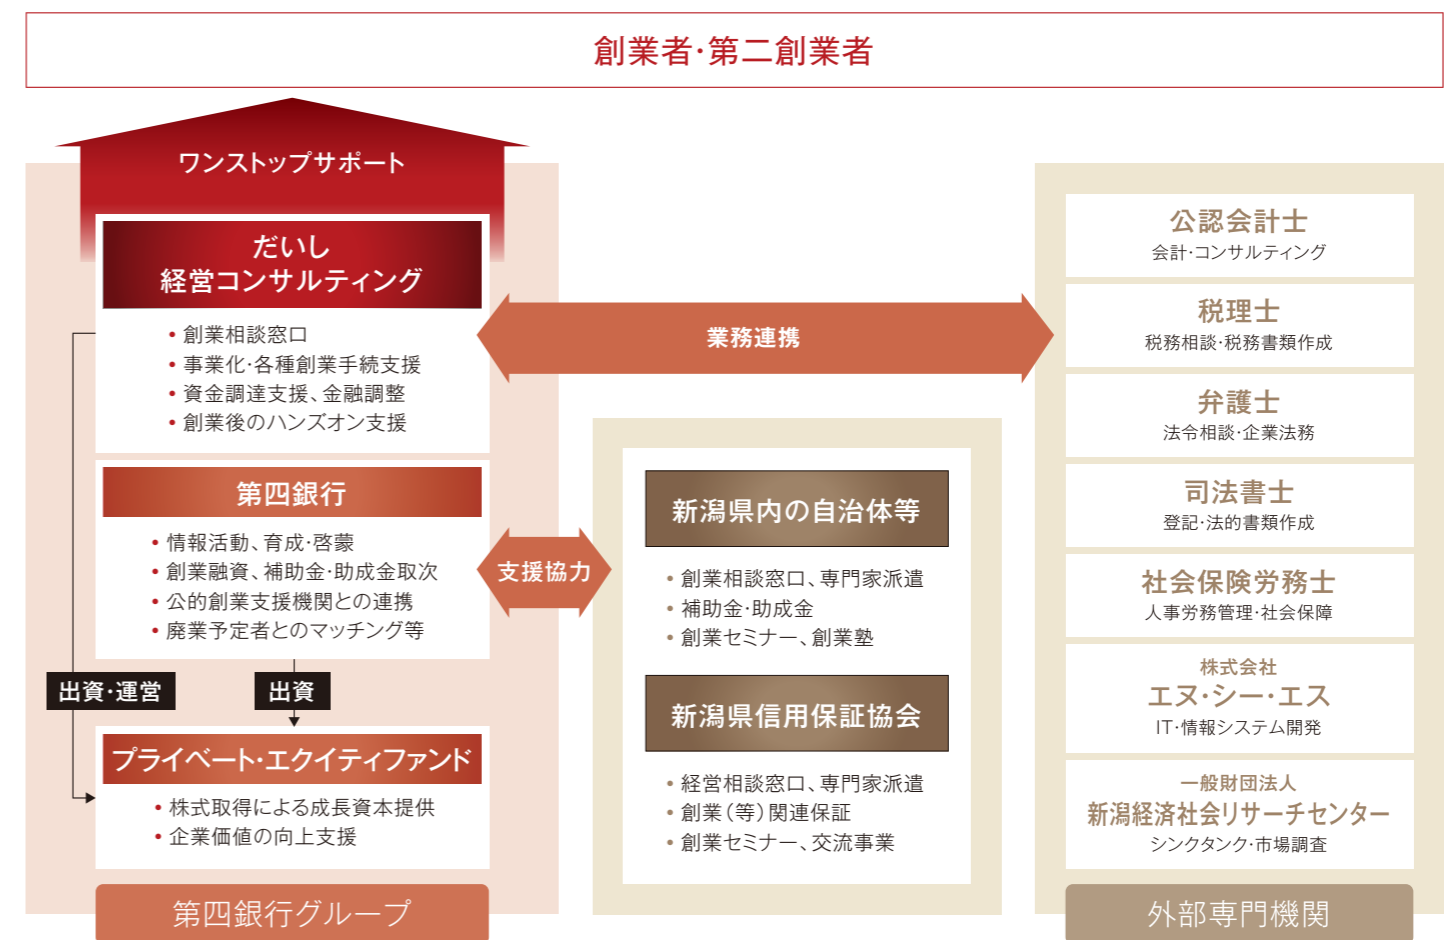 創業者・第二創業者
ワンストップサポート
だいし
経営コンサルティング
• 創業相談窓口
• 事業化・各種創業手続支援
• 資金調達支援、金融調整
• 創業後のハンズオン支援
第四銀行
• 情報活動、育成・啓蒙
• 創業融資、補助金・助成金取次
• 公的創業支援機関との連携
• 廃業予定者とのマッチング等
出資・運営
出資
プライベート・エクイティファンド
• 株式取得による成長資本提供
• 企業価値の向上支援
第四銀行グループ
業務連携
支援協力
新潟県内の自治体等
• 創業相談窓口、専門家派遣
• 補助金・助成金
• 創業セミナー、創業塾
新潟県信用保証協会
• 経営相談窓口、専門家派遣
• 創業（等）関連保証
• 創業セミナー、交流事業
公認会計士
会計・コンサルティング
税理士
税務相談・税務書類作成
弁護士
法令相談・企業法務
司法書士
登記・法的書類作成
社会保険労務士
人事労務管理・社会保障
株式会社
エヌ・シー・エス
IT・情報システム開発
一般財団法人
新潟経済社会リサーチセンター
シンクタンク・市場調査
外部専門機関